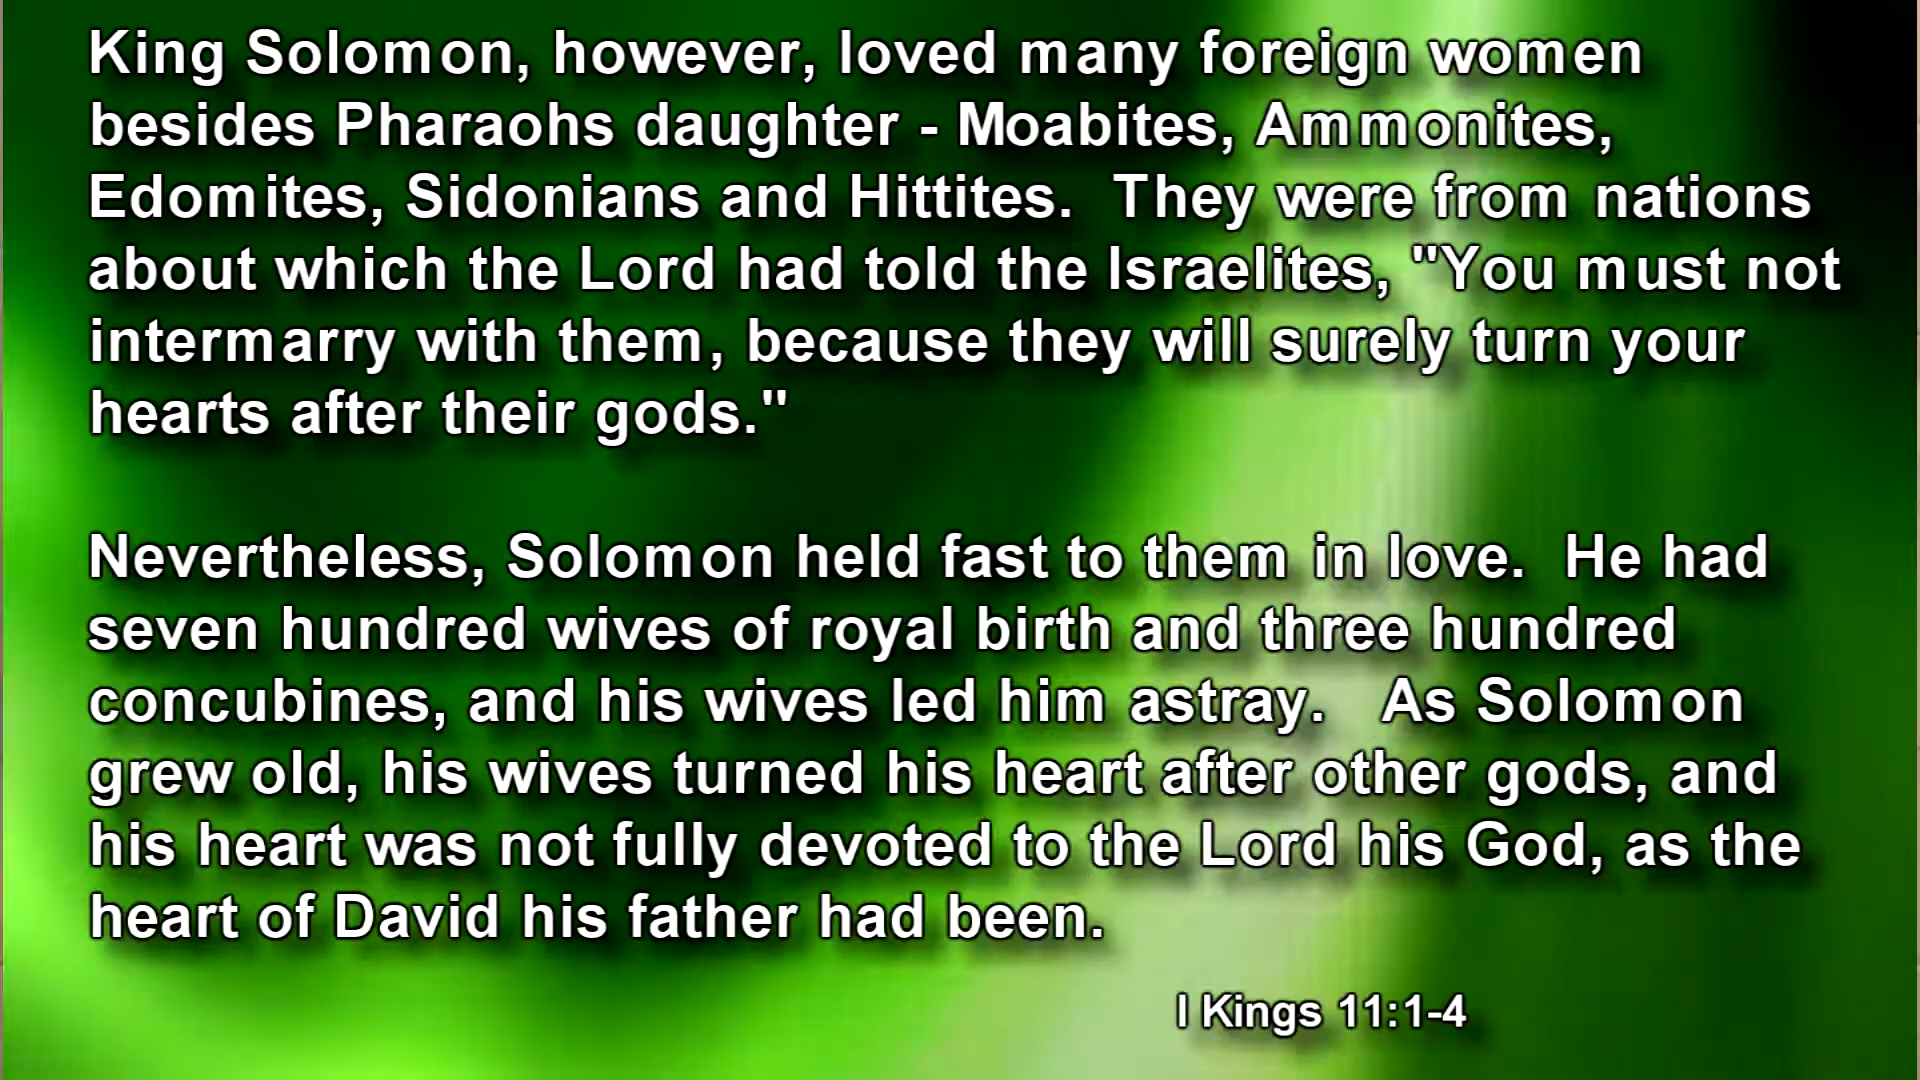 King Solomon, however, loved many foreign women
besides Pharaohs daughter - Moabites, Ammonites,
Edomites, Sidonians and Hittites.  They were from nations
about which the Lord had told the Israelites, "You must not
intermarry with them, because they will surely turn your
hearts after their gods."
Nevertheless, Solomon held fast to them in love.  He had
seven hundred wives of royal birth and three hundred
concubines, and his wives led him astray.   As Solomon
grew old, his wives turned his heart after other gods, and
his heart was not fully devoted to the Lord his God, as the
heart of David his father had been.
I Kings 11:1-4